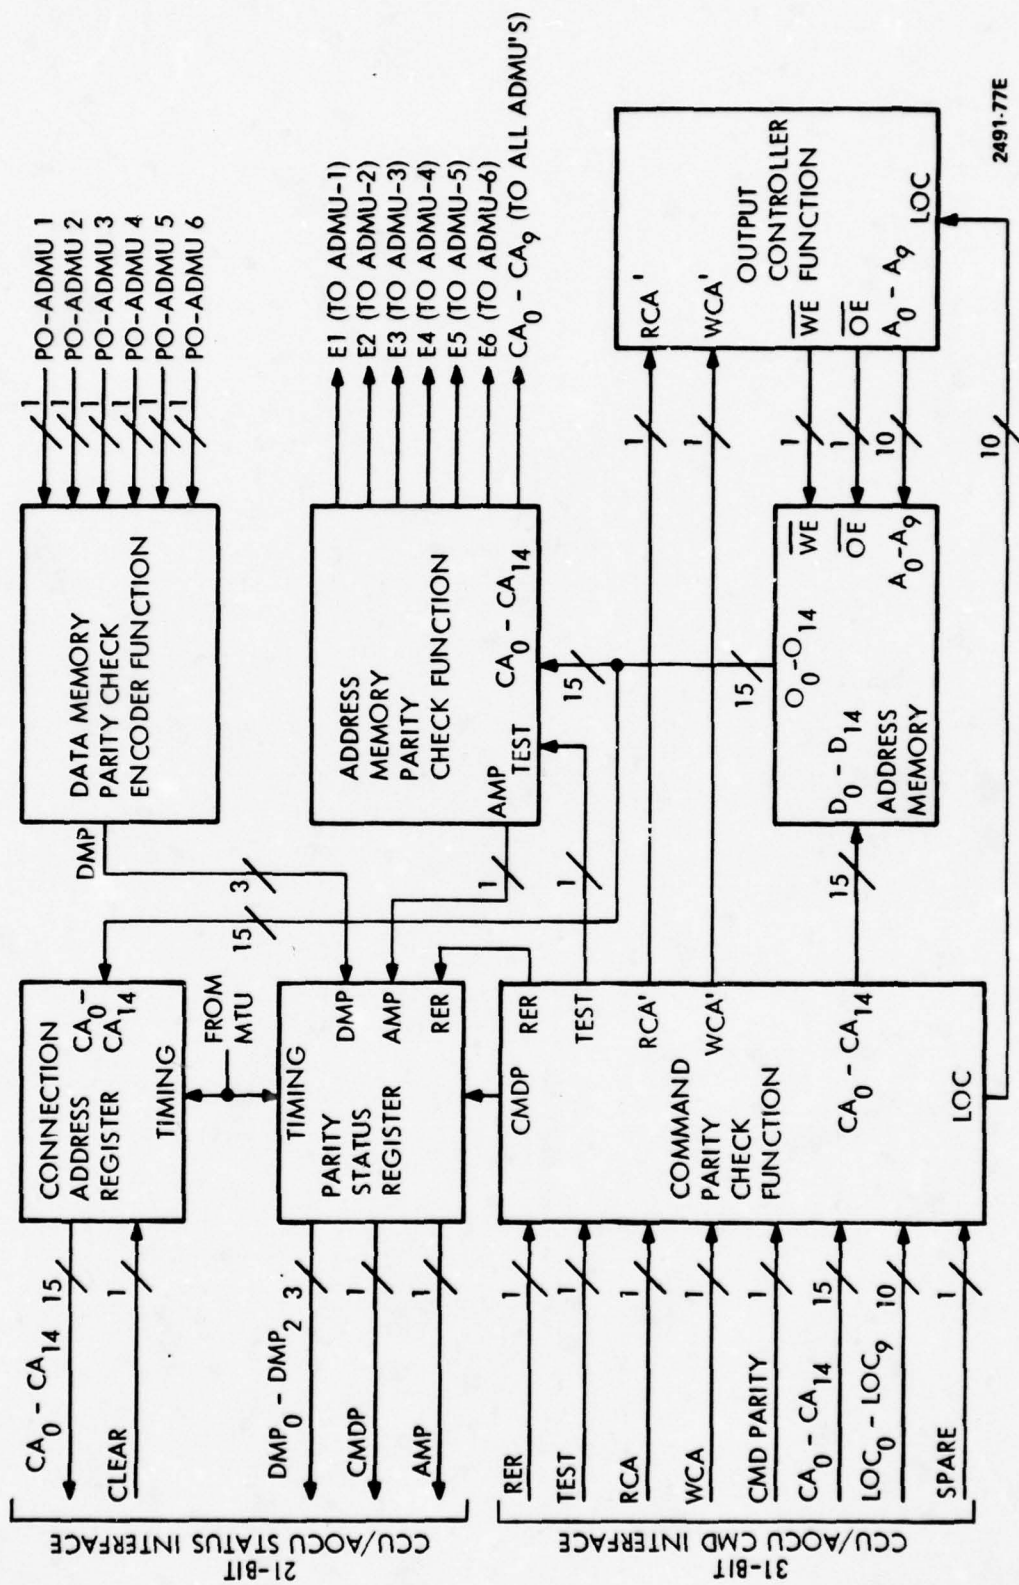 21-BIT
CCU/AOCU STATUS INTERFACE
CA0 - CA14
15
CLEAR
1
DMP0 - DMP2
3
CMDP
1
AMP
1
CONNECTION
ADDRESS
REGISTER
CA0-
CA14
TIMING
15
FROM
MTU
TIMING
PARITY
STATUS
REGISTER
DMP
AMP
RER
DMP
3
DATA MEMORY
PARITY CHECK
ENCODER FUNCTION
1
PO-ADMU 1
1
PO-ADMU 2
1
PO-ADMU 3
1
PO-ADMU 4
1
PO-ADMU 5
1
PO-ADMU 6
ADDRESS
MEMORY
PARITY
CHECK FUNCTION
AMP
1
TEST
1
CA0 - CA14
15
E1 (TO ADMU-1)
E2 (TO ADMU-2)
E3 (TO ADMU-3)
E4 (TO ADMU-4)
E5 (TO ADMU-5)
E6 (TO ADMU-6)
CA0 - CA9 (TO ALL ADMU'S)
31-BIT
CCU/AOCU CMD INTERFACE
RER
1
TEST
1
RCA
1
WCA
1
CMD PARITY
1
CA0 - CA14
15
LOC0 - LOC9
10
SPARE
1
CMDP
RER
TEST
COMMAND
PARITY
CHECK
FUNCTION
RCA'
WCA'
CA0 - CA14
LOC
15
D0 - D14
ADDRESS
MEMORY
O0-O14
15
WE
OE
A0-A9
1
1
1
1
10
RCA'
WCA'
OUTPUT
CONTROLLER
FUNCTION
WE
OE
A0 - A9
LOC
10
2491-77E